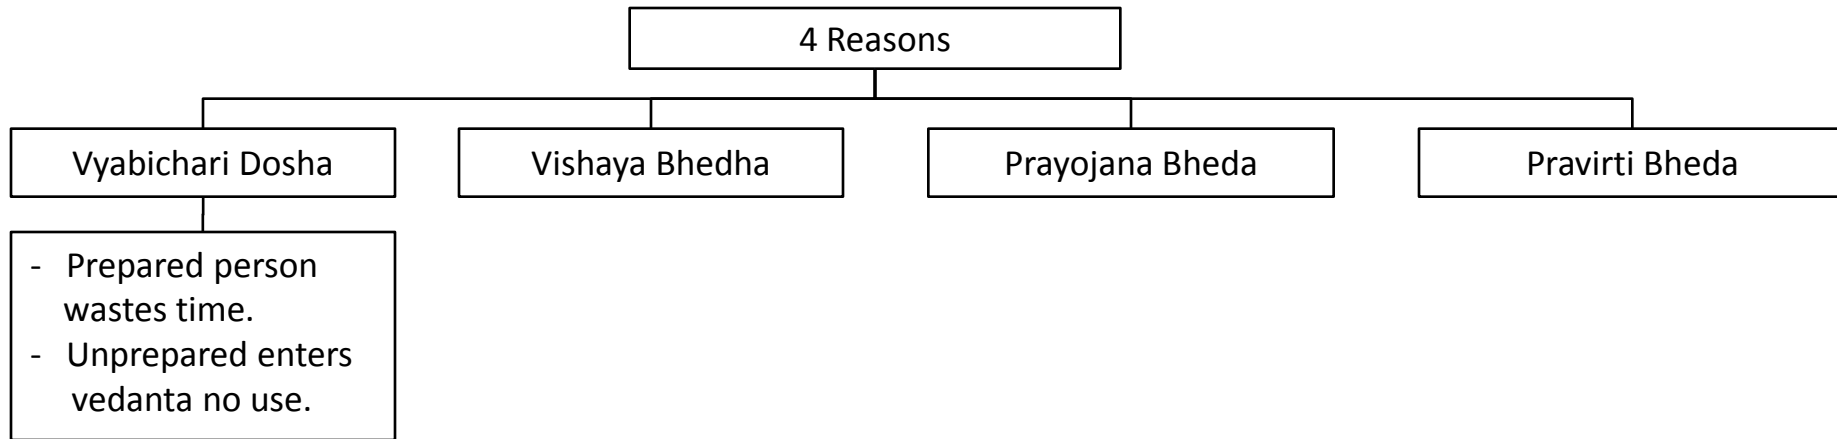 4 Reasons
Vyabichari Dosha
Vishaya Bhedha
Prayojana Bheda
Pravirti Bheda
- Prepared person
wastes time.
- Unprepared enters
vedanta no use.